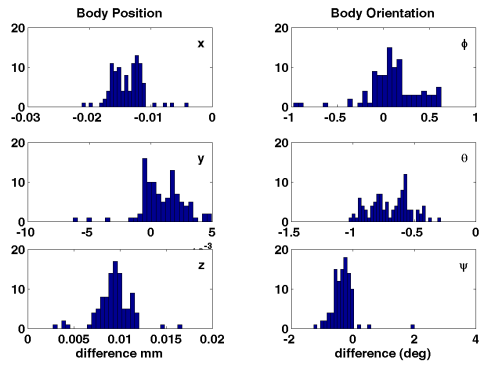 Body Position
Body Orientation
20
10
0
x
-0.03 -0.02 -0.01 0
20
10
0
ϕ
-1 -0.5 0 0.5 1
20
10
0
y
-10 -5 0 5
20
10
0
θ
-1.5 -1 -0.5 0
-3
20
10
0
z
0 0.005 0.01 0.015 0.02
difference mm
20
10
0
ψ
-2 0 2 4
difference (deg)